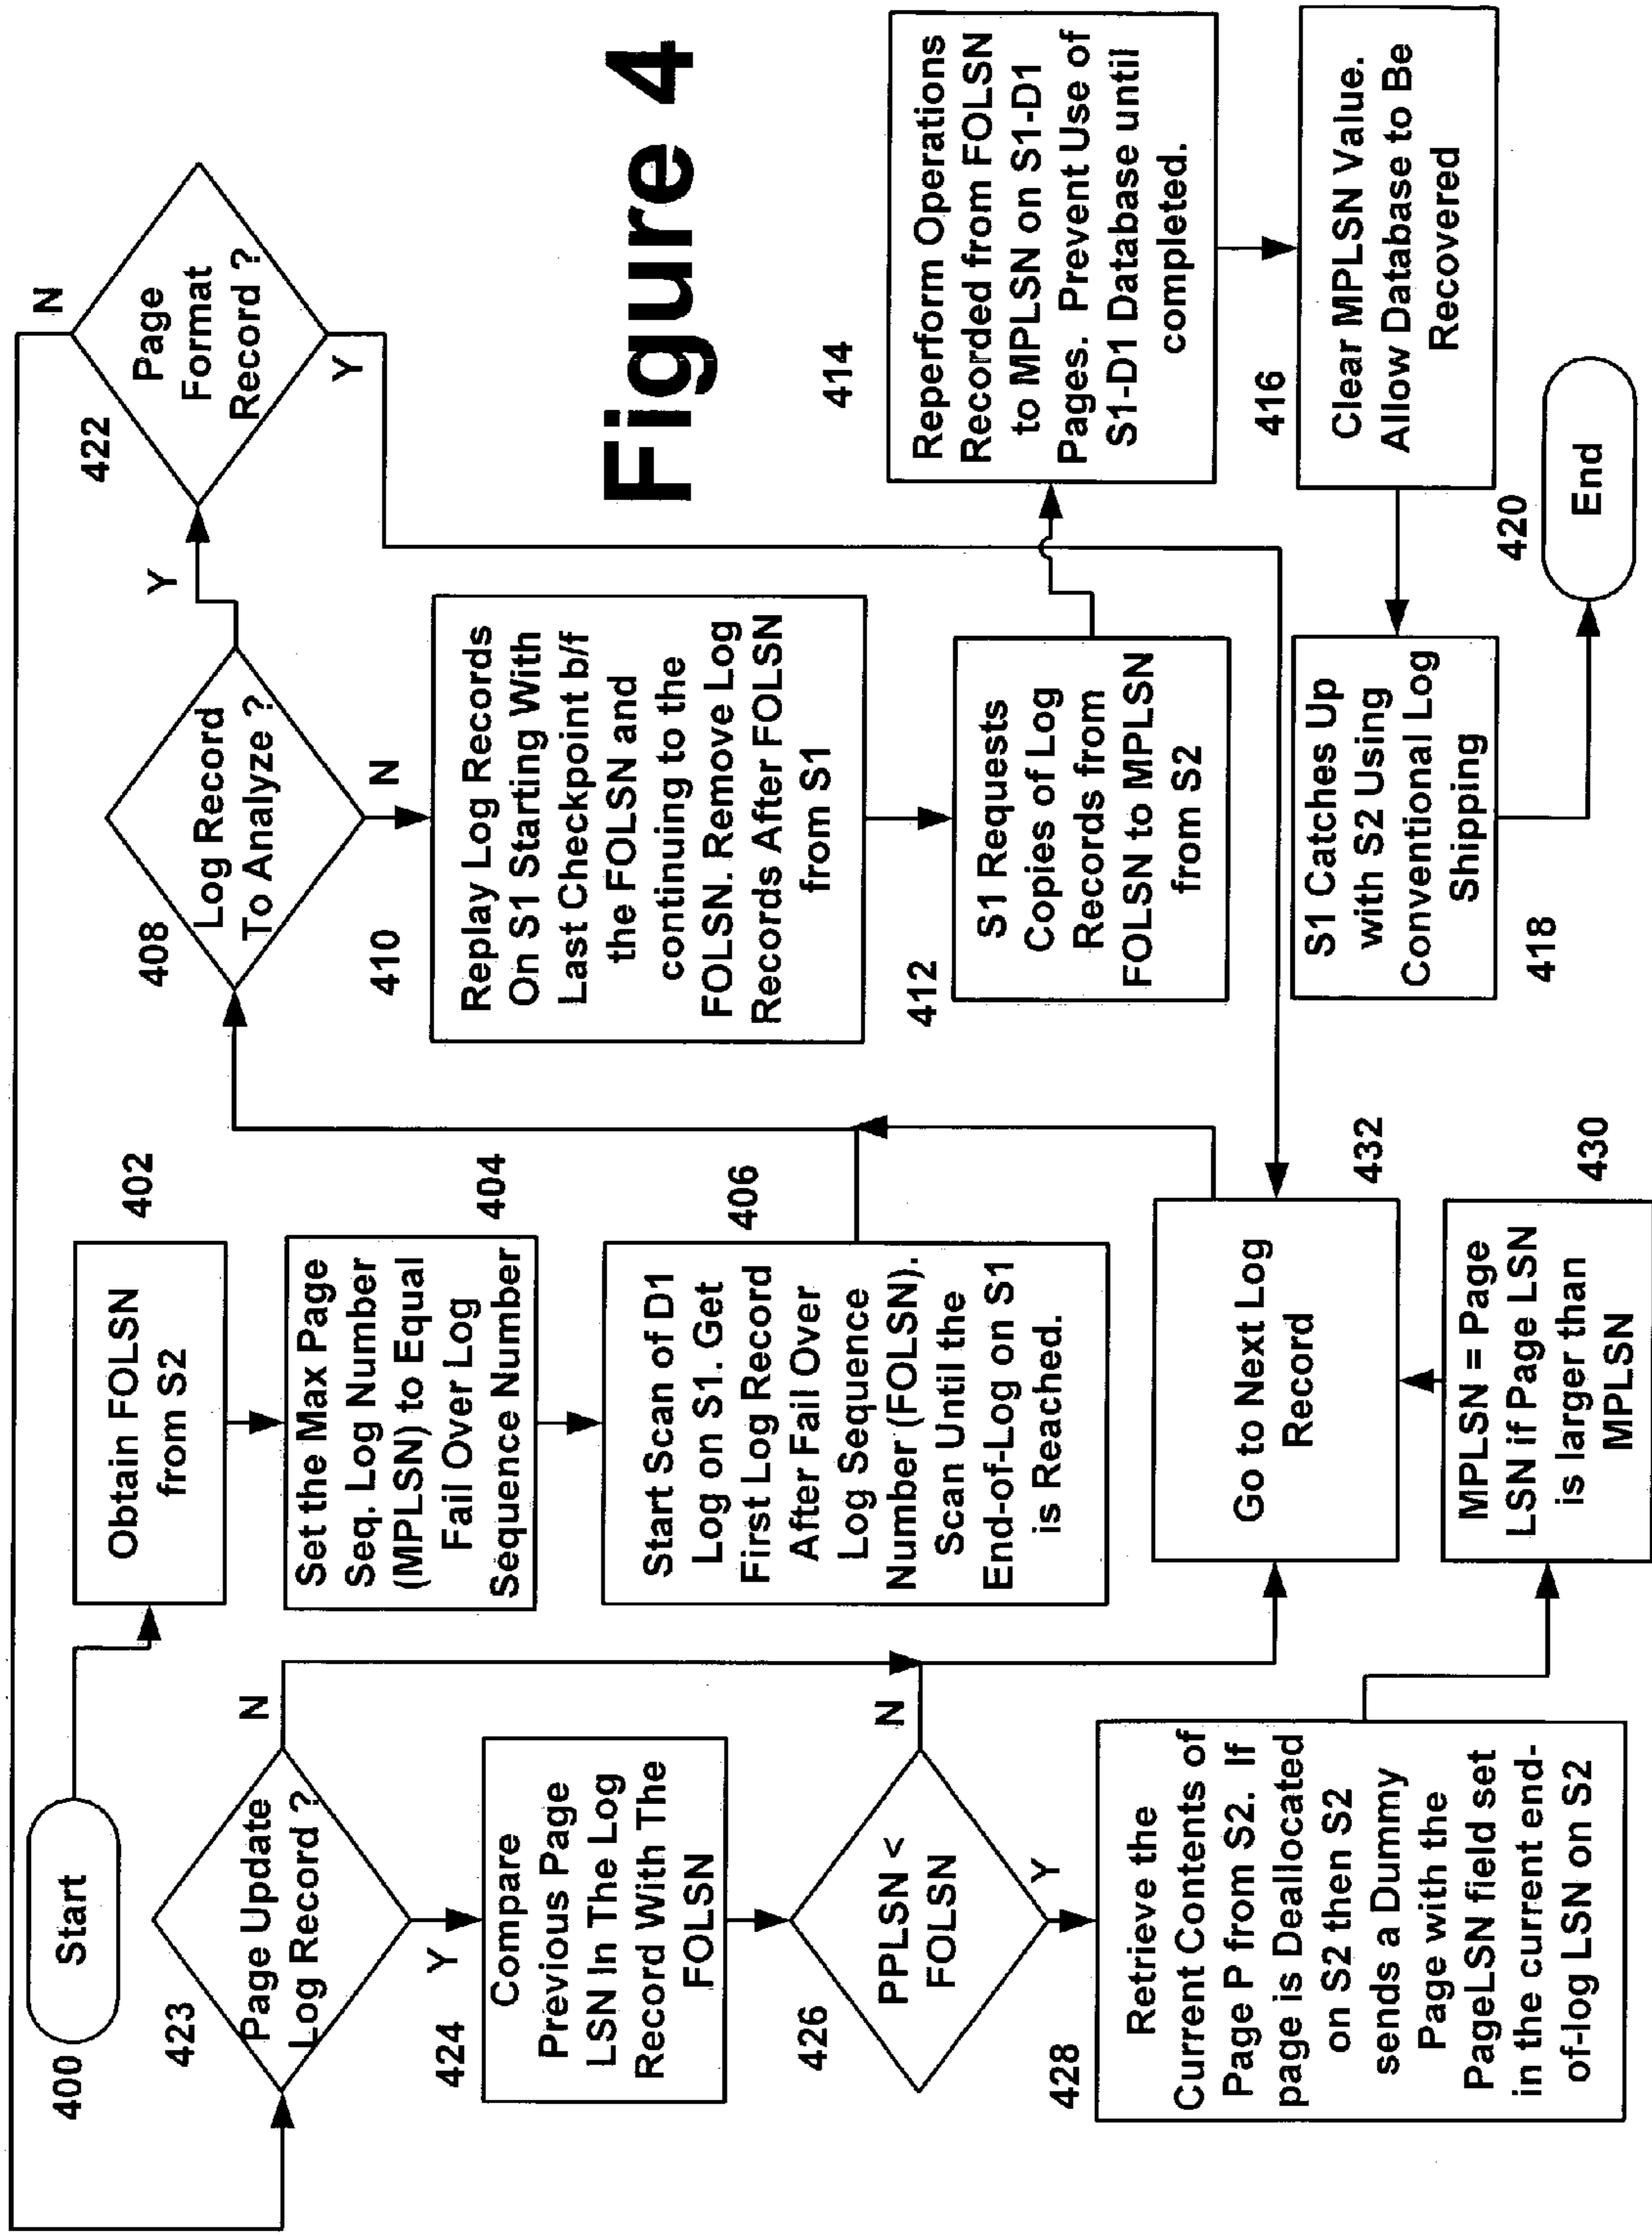 400
Start
402
Obtain FOLSN
from S2
404
Set the Max Page
Seq. Log Number
(MPLSN) to Equal
Fail Over Log
Sequence Number
406
Start Scan of D1
Log on S1. Get
First Log Record
After Fail Over
Log Sequence
Number (FOLSN).
Scan Until the
End-of-Log on S1
is Reached.
408
Log Record
To Analyze ?
Y
N
410
Replay Log Records
On S1 Starting With
Last Checkpoint b/f
the FOLSN and
continuing to the
FOLSN. Remove Log
Records After FOLSN
from S1
412
S1 Requests
Copies of Log
Records from
FOLSN to MPLSN
from S2
414
Reperform Operations
Recorded from FOLSN
to MPLSN on S1-D1
Pages. Prevent Use of
S1-D1 Database until
completed.
416
Clear MPLSN Value.
Allow Database to Be
Recovered
418
S1 Catches Up
with S2 Using
Conventional Log
Shipping
420
End
422
Page
Format
Record ?
N
Y
423
Page Update
Log Record ?
N
Y
424
Compare
Previous Page
LSN In The Log
Record With The
FOLSN
426
PPLSN <
FOLSN
N
Y
428
Retrieve the
Current Contents of
Page P from S2. If
page is Deallocated
on S2 then S2
sends a Dummy
Page with the
PageLSN field set
in the current end-
of-log LSN on S2
430
MPLSN = Page
LSN if Page LSN
is larger than
MPLSN
432
Go to Next Log
Record
Figure 4